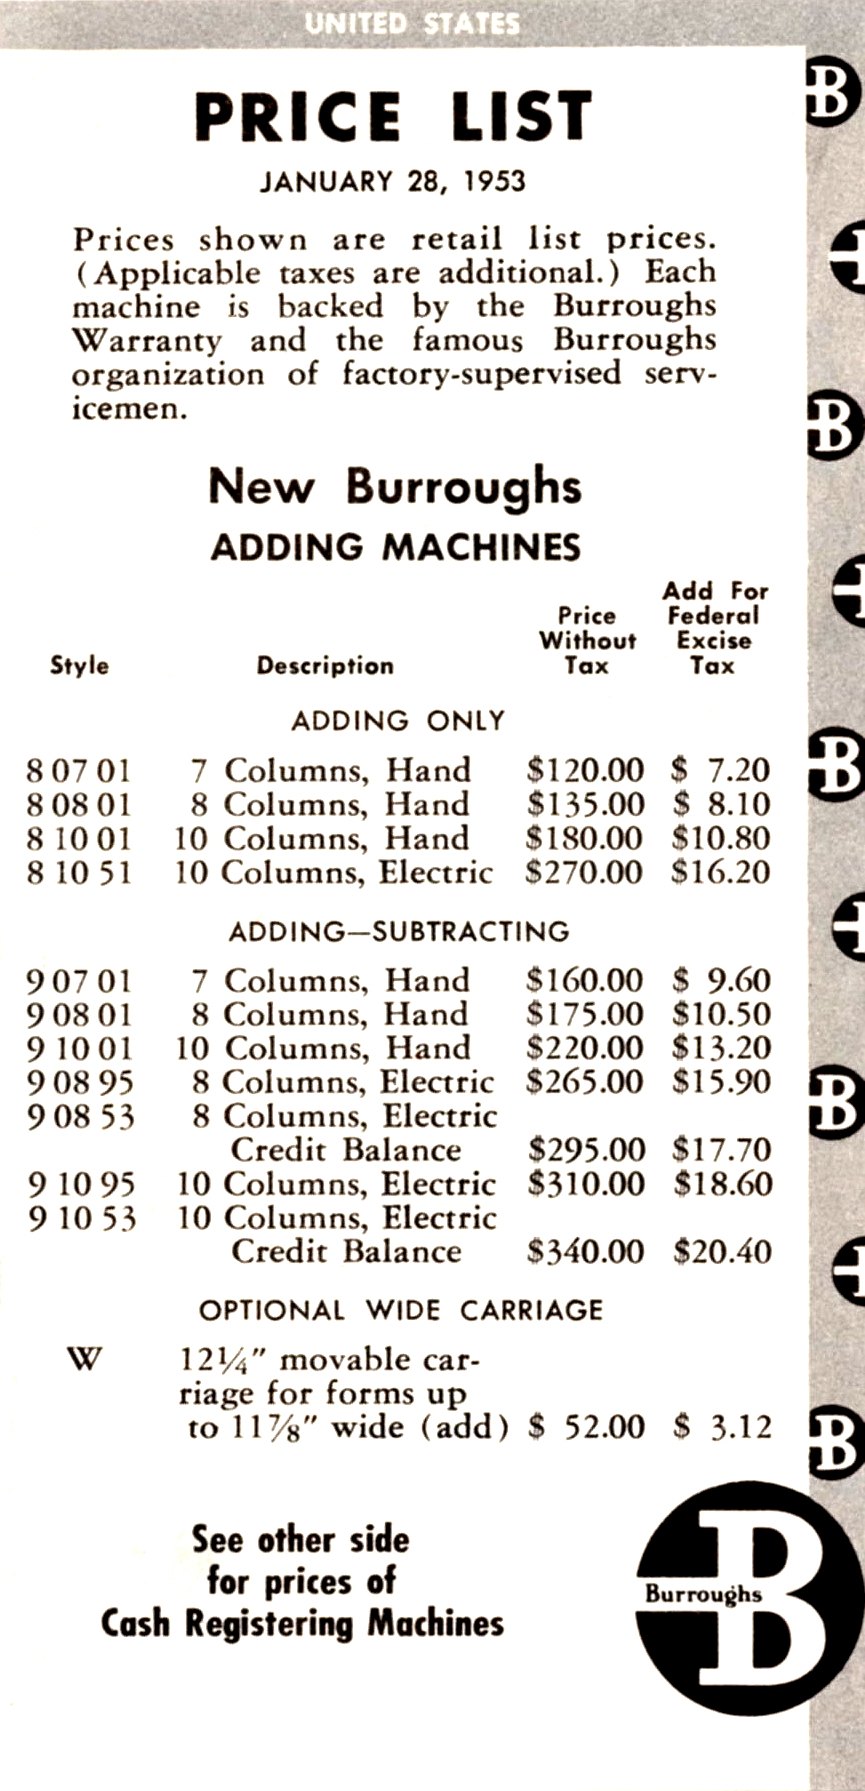 UNITED STATES
PRICE LIST
JANUARY 28, 1953
Prices shown are retail list prices.
(Applicable taxes are additional.) Each
machine is backed by the Burroughs
Warranty and the famous Burroughs
organization of factory-supervised serv-
icemen.
New Burroughs
ADDING MACHINES
Style Description Price Without Tax Add For Federal Excise Tax
ADDING ONLY
8 07 01 7 Columns, Hand $120.00 $ 7.20
8 08 01 8 Columns, Hand $135.00 $ 8.10
8 10 01 10 Columns, Hand $180.00 $10.80
8 10 51 10 Columns, Electric $270.00 $16.20
ADDING—SUBTRACTING
9 07 01 7 Columns, Hand $160.00 $ 9.60
9 08 01 8 Columns, Hand $175.00 $10.50
9 10 01 10 Columns, Hand $220.00 $13.20
9 08 95 8 Columns, Electric $265.00 $15.90
9 08 53 8 Columns, Electric
Credit Balance $295.00 $17.70
9 10 95 10 Columns, Electric $310.00 $18.60
9 10 53 10 Columns, Electric
Credit Balance $340.00 $20.40
OPTIONAL WIDE CARRIAGE
W 12¼" movable car-
riage for forms up
to 11⅞" wide (add) $ 52.00 $ 3.12
See other side
for prices of
Cash Registering Machines
B
Burroughs
B
B
B
B
B